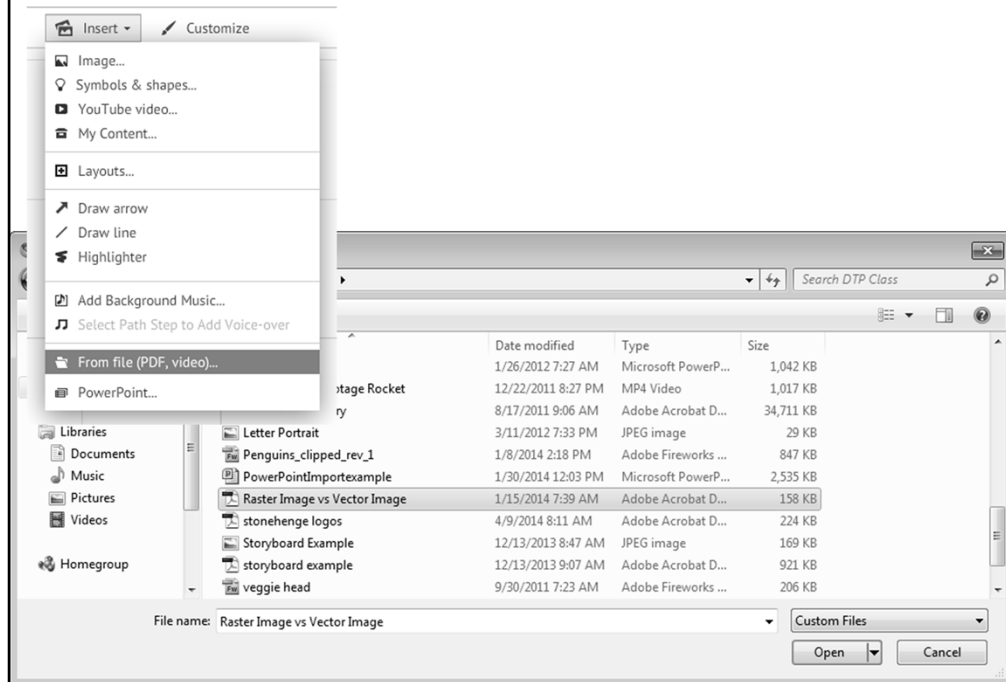 Insert Customize
Image...
Symbols & shapes...
YouTube video...
My Content...
Layouts...
Draw arrow
Draw line
Highlighter
Add Background Music...
Select Path Step to Add Voice-over
From file (PDF, video)...
PowerPoint...
Search DTP Class
Date modified Type Size
1/26/2012 7:27 AM Microsoft PowerP... 1,042 KB
otage Rocket 12/22/2011 8:27 PM MP4 Video 1,017 KB
ry 8/17/2011 9:06 AM Adobe Acrobat D... 34,711 KB
Libraries Letter Portrait 3/11/2012 7:33 PM JPEG image 29 KB
Documents Penguins_clipped_rev_1 1/8/2014 2:18 PM Adobe Fireworks ... 847 KB
Music PowerPointImportexample 1/30/2014 12:03 PM Microsoft PowerP... 2,535 KB
Pictures Raster Image vs Vector Image 1/15/2014 7:39 AM Adobe Acrobat D... 158 KB
Videos stonehenge logos 4/9/2014 8:11 AM Adobe Acrobat D... 224 KB
Storyboard Example 12/13/2013 8:47 AM JPEG image 169 KB
Homegroup storyboard example 12/13/2013 9:07 AM Adobe Acrobat D... 921 KB
veggie head 9/30/2011 7:23 AM Adobe Fireworks ... 206 KB
File name: Raster Image vs Vector Image Custom Files
Open Cancel